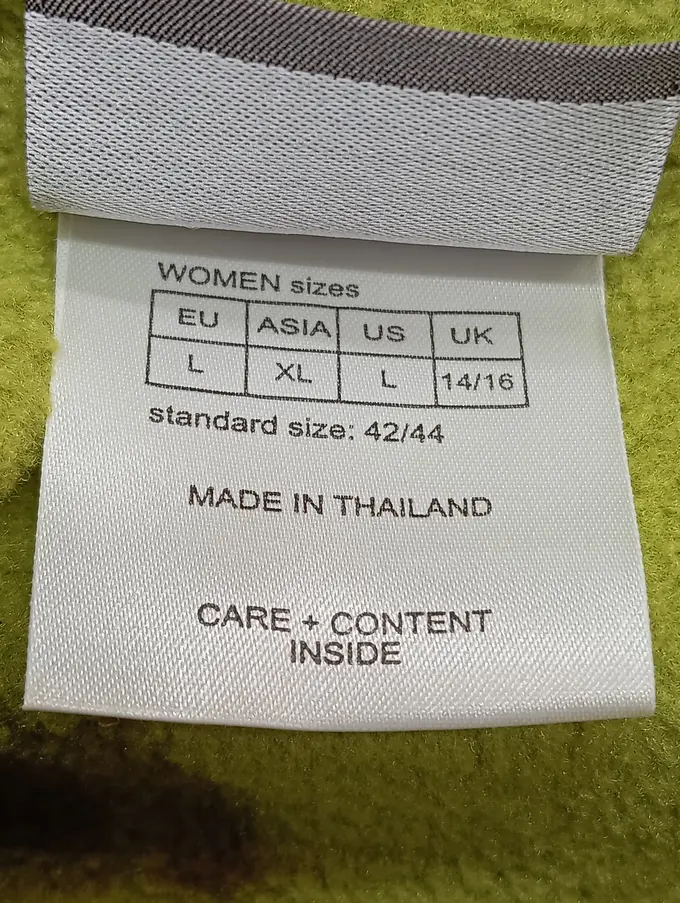 WOMEN sizes
EU ASIA US UK
L XL L 14/16
standard size: 42/44
MADE IN THAILAND
CARE + CONTENT
INSIDE